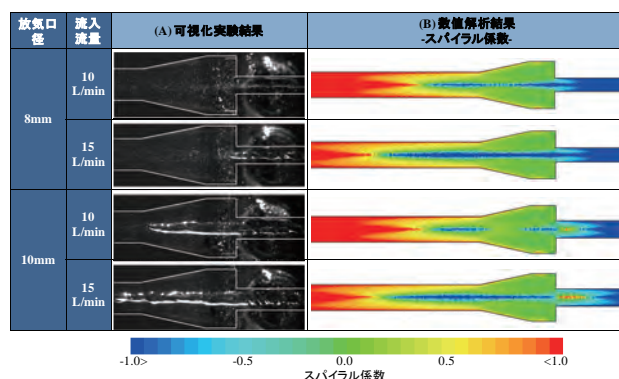 放気口
径
流入
流量
(A) 可視化実験結果
(B) 数値解析結果
-スパイラル係数-
8mm
10
L/min
15
L/min
10mm
10
L/min
15
L/min
-1.0>
-0.5
0.0
0.5
<1.0
スパイラル係数